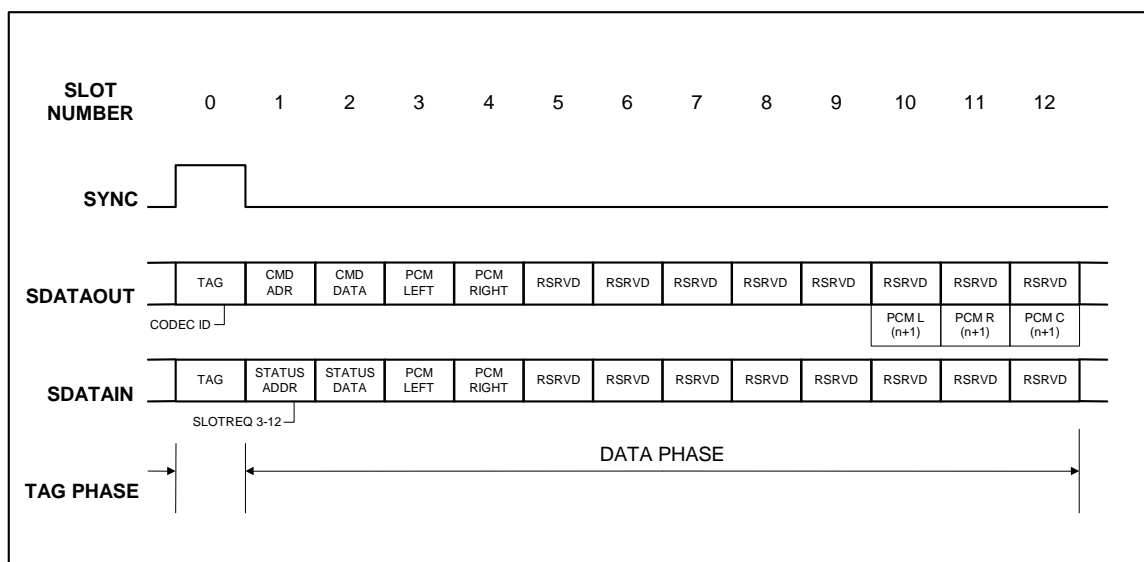 SLOT
NUMBER
0 1 2 3 4 5 6 7 8 9 10 11 12
SYNC
SDATAOUT
TAG
CMD
ADR
CMD
DATA
PCM
LEFT
PCM
RIGHT
RSRVD
RSRVD
RSRVD
RSRVD
RSRVD
RSRVD
RSRVD
RSRVD
CODEC ID
PCM L
(n+1)
PCM R
(n+1)
PCM C
(n+1)
SDATAIN
TAG
STATUS
ADDR
STATUS
DATA
PCM
LEFT
PCM
RIGHT
RSRVD
RSRVD
RSRVD
RSRVD
RSRVD
RSRVD
RSRVD
RSRVD
SLOTREQ 3-12
DATA PHASE
TAG PHASE